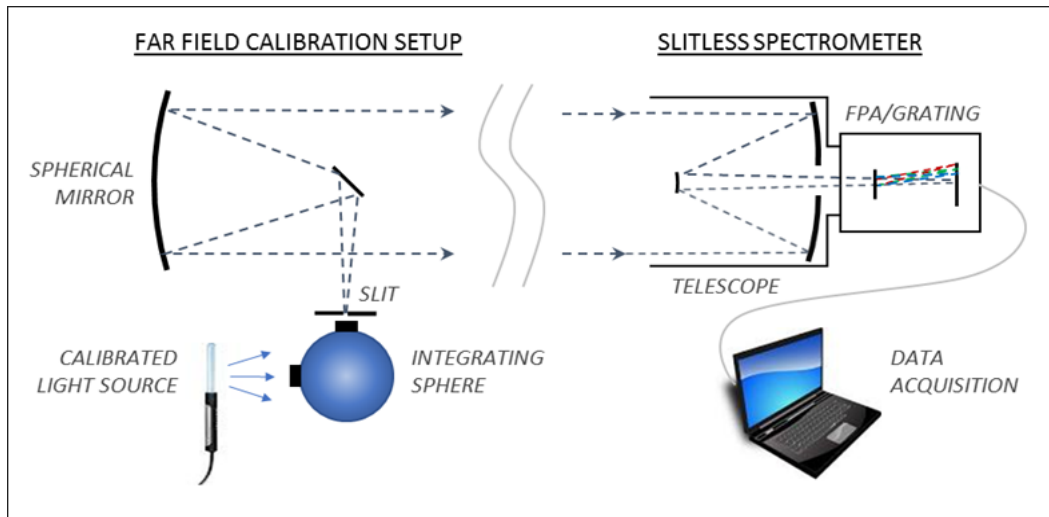 FAR FIELD CALIBRATION SETUP
SLITLESS SPECTROMETER
FPA/GRATING
SPHERICAL
MIRROR
SLIT
TELESCOPE
CALIBRATED
LIGHT SOURCE
INTEGRATING
SPHERE
DATA
ACQUISITION